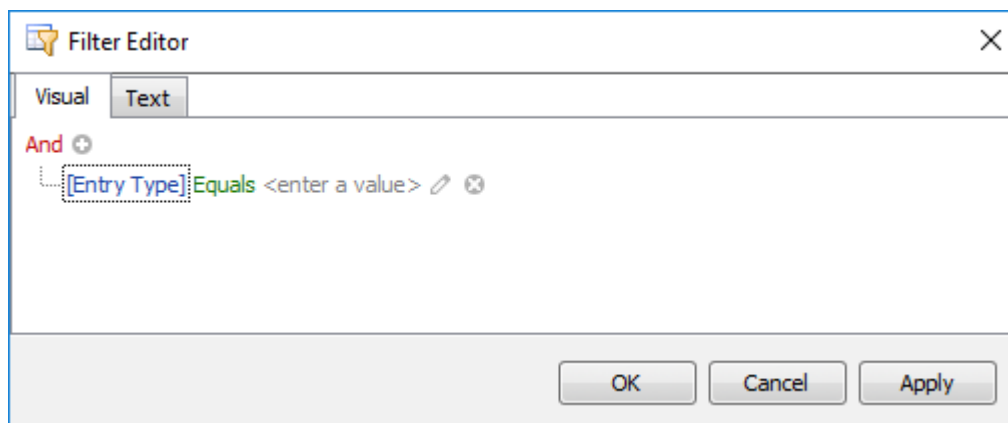 Filter Editor
Visual Text
And
[Entry Type] Equals <enter a value>
OK Cancel Apply